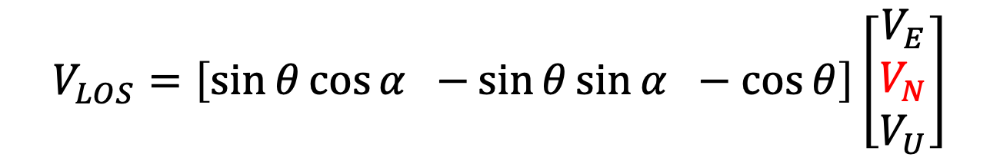 V_LOS = [sin θ cos α  − sin θ sin α  − cos θ] [V_E
V_N
V_U]